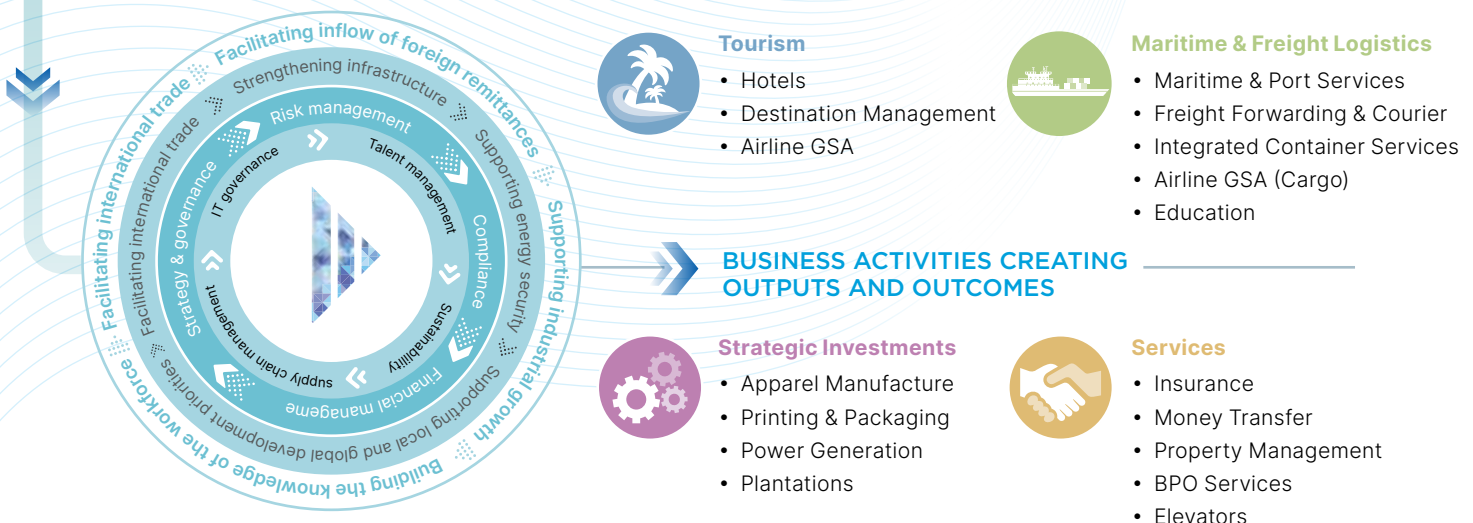 Facilitating international trade
Facilitating inflow of foreign remittances
Supporting industrial growth
Building the knowledge of the workforce
Facilitating international trade
Strengthening infrastructure
Supporting energy security
Supporting local and global development priorities
Strategy & governance
Risk management
Compliance
Financial manageme
IT governance
Talent management
Sustainability
supply chain management
Tourism
• Hotels
• Destination Management
• Airline GSA
Maritime & Freight Logistics
• Maritime & Port Services
• Freight Forwarding & Courier
• Integrated Container Services
• Airline GSA (Cargo)
• Education
BUSINESS ACTIVITIES CREATING
OUTPUTS AND OUTCOMES
Strategic Investments
• Apparel Manufacture
• Printing & Packaging
• Power Generation
• Plantations
Services
• Insurance
• Money Transfer
• Property Management
• BPO Services
• Elevators